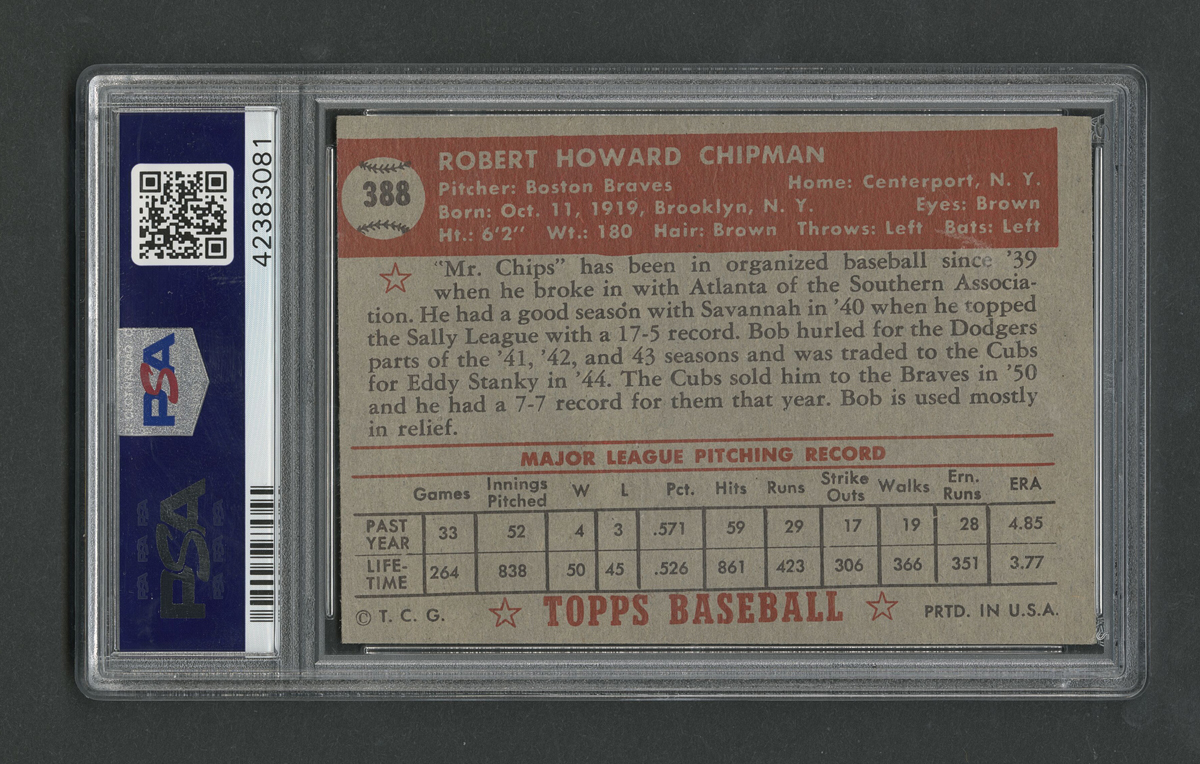 42383081
PSA
PSA
388
ROBERT HOWARD CHIPMAN
Pitcher: Boston Braves Home: Centerport, N. Y.
Born: Oct. 11, 1919, Brooklyn, N. Y. Eyes: Brown
Ht.: 6'2" Wt.: 180 Hair: Brown Throws: Left Bats: Left
"Mr. Chips" has been in organized baseball since '39
when he broke in with Atlanta of the Southern Associa-
tion. He had a good season with Savannah in '40 when he topped
the Sally League with a 17-5 record. Bob hurled for the Dodgers
parts of the '41, '42, and 43 seasons and was traded to the Cubs
for Eddy Stanky in '44. The Cubs sold him to the Braves in '50
and he had a 7-7 record for them that year. Bob is used mostly
in relief.
MAJOR LEAGUE PITCHING RECORD
Games Innings Pitched W L Pct. Hits Runs Strike Outs Walks Ern. Runs ERA
PAST YEAR 33 52 4 3 .571 59 29 17 19 28 4.85
LIFE-TIME 264 838 50 45 .526 861 423 306 366 351 3.77
© T. C. G. TOPPS BASEBALL PRTD. IN U.S.A.